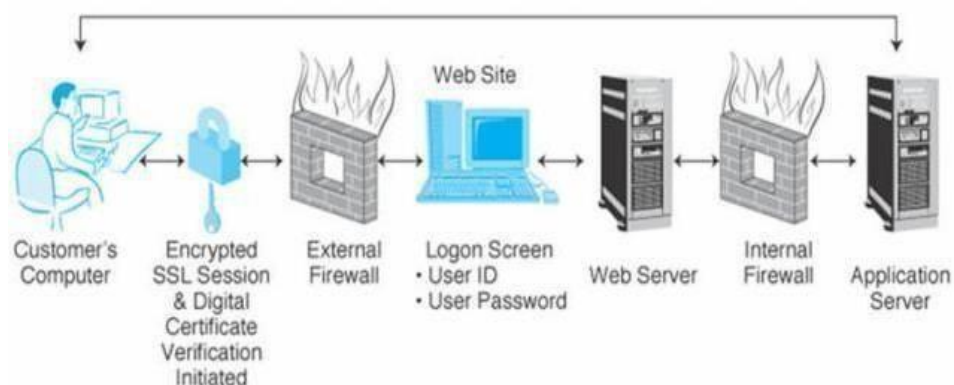 Web Site
Customer's
Computer
Encrypted
SSL Session
& Digital
Certificate
Verification
Initiated
External
Firewall
Logon Screen
• User ID
• User Password
Web Server
Internal
Firewall
Application
Server